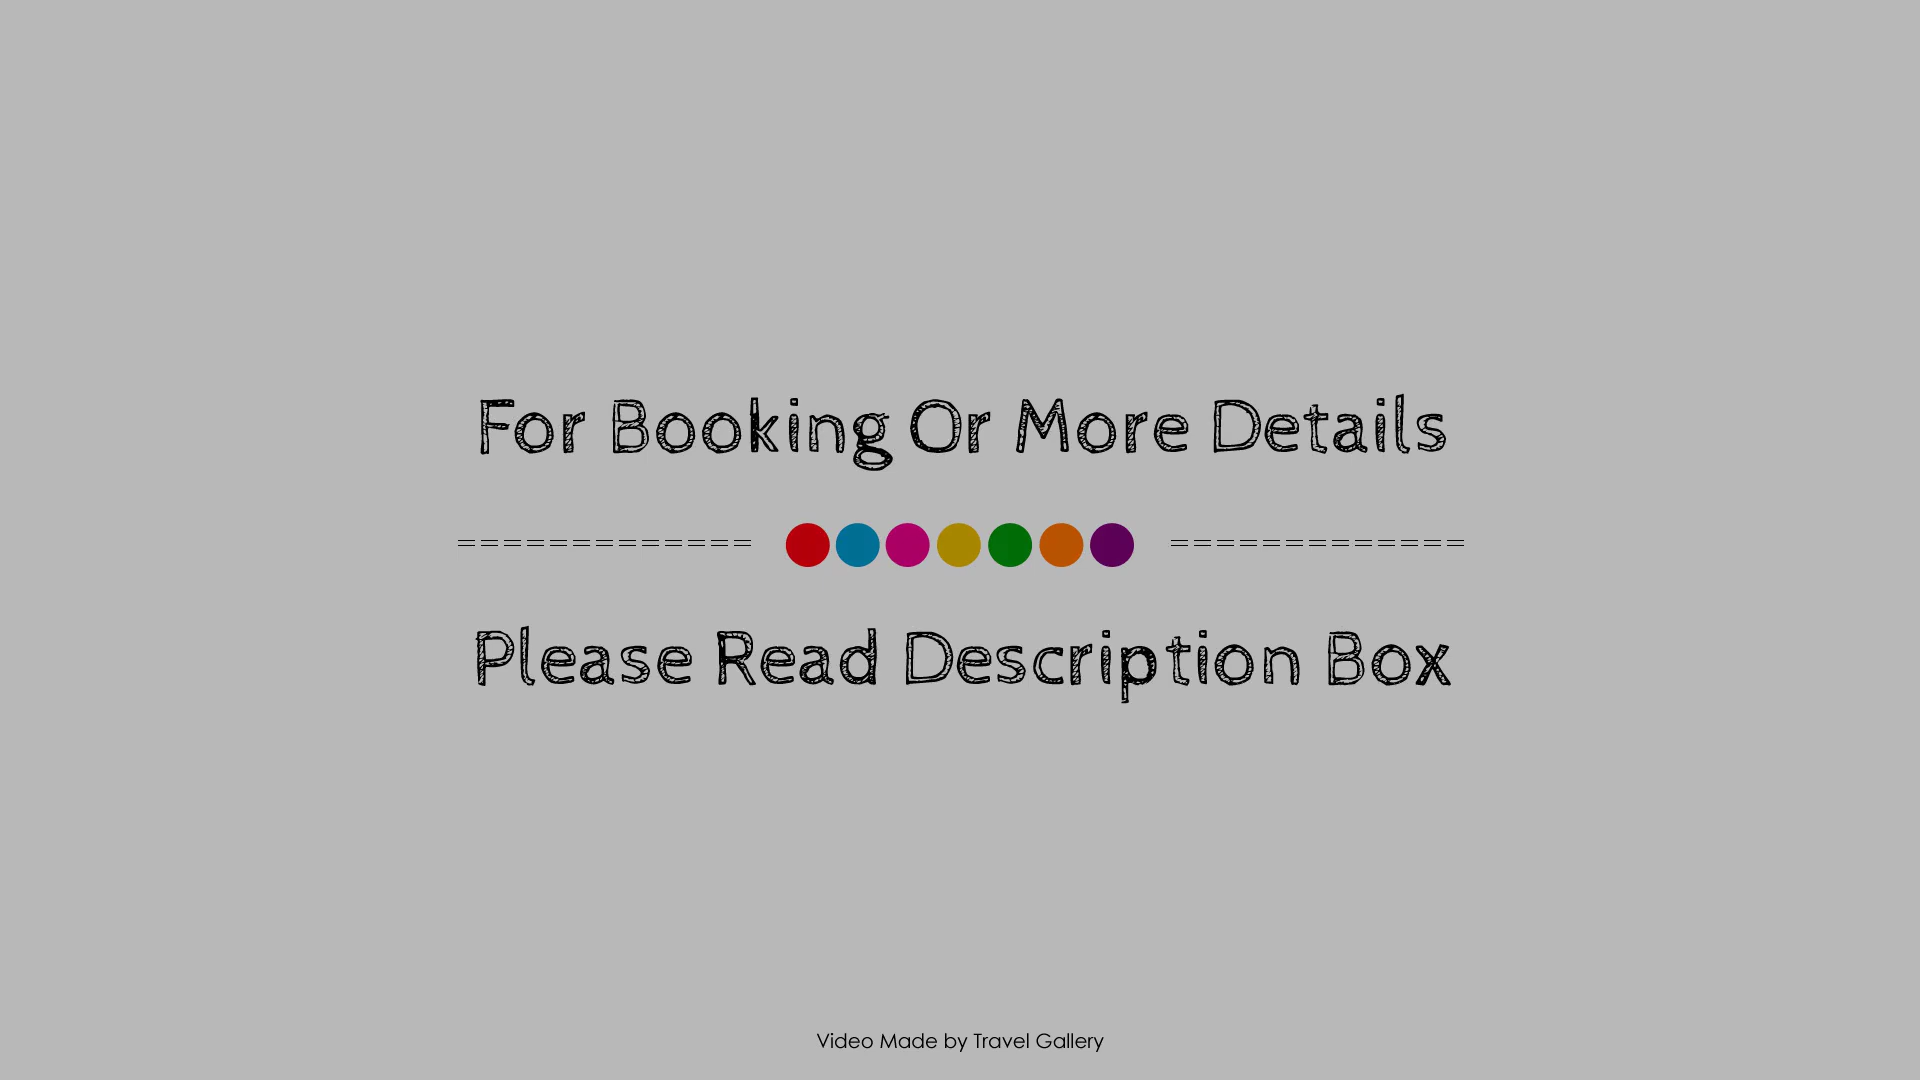 For Booking Or More Details
============= =============
Please Read Description Box
Video Made by Travel Gallery